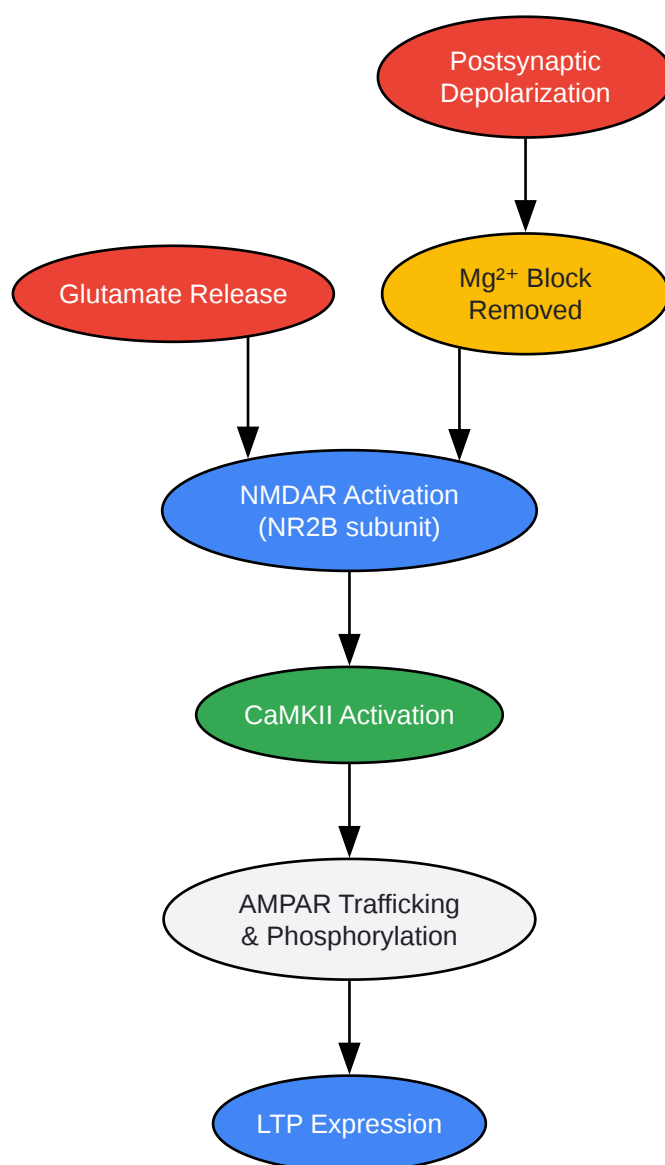 Postsynaptic
Depolarization
Glutamate Release
Mg²⁺ Block
Removed
NMDAR Activation
(NR2B subunit)
CaMKII Activation
AMPAR Trafficking
& Phosphorylation
LTP Expression